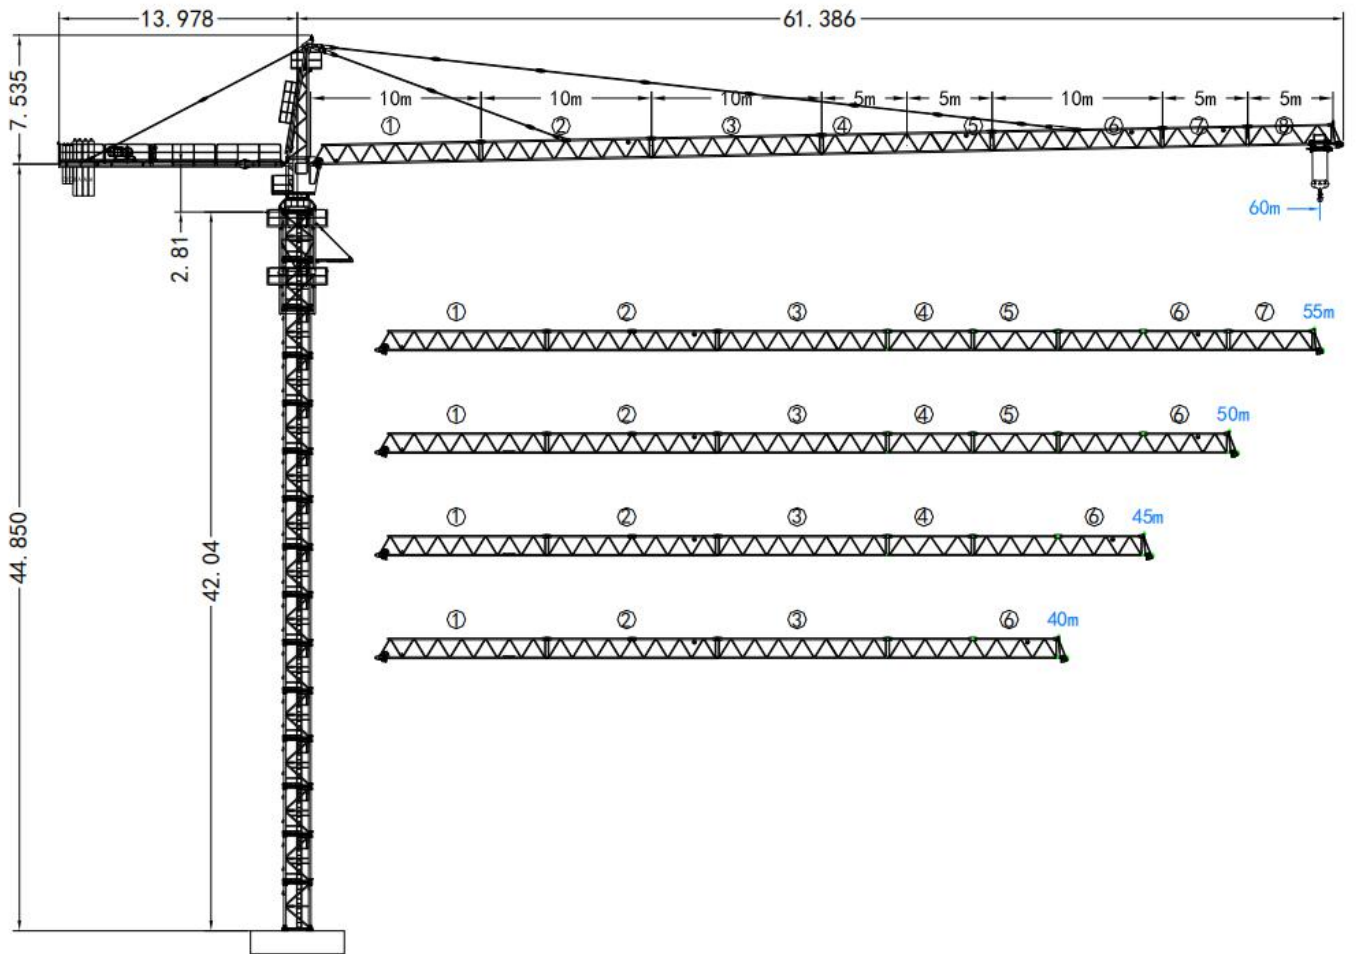 13.978
61.386
7.535
10m
10m
10m
5m
5m
10m
5m
5m
① ② ③ ④ ⑤ ⑥ ⑦ ⑧
60m
2.81
44.850
42.04
① ② ③ ④ ⑤ ⑥ ⑦ 55m
① ② ③ ④ ⑤ ⑥ 50m
① ② ③ ④ ⑥ 45m
① ② ③ ⑥ 40m